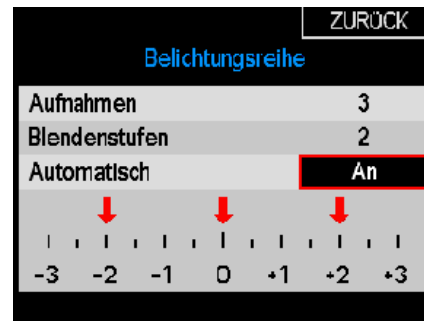 ZURÜCK
Belichtungsreihe
Aufnahmen 3
Blendenstufen 2
Automatisch An
-3 -2 -1 0 +1 +2 +3